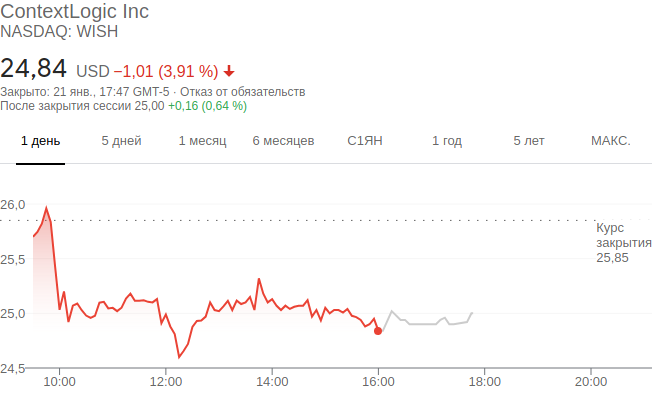 ContextLogic Inc
NASDAQ: WISH
24,84 USD −1,01 (3,91 %)
Закрыто: 21 янв., 17:47 GMT-5 · Отказ от обязательств
После закрытия сессии 25,00 +0,16 (0,64 %)
1 день 5 дней 1 месяц 6 месяцев С1ЯН 1 год 5 лет МАКС.
26,0
Курс
закрытия
25,85
25,5
25,0
24,5
10:00 12:00 14:00 16:00 18:00 20:00